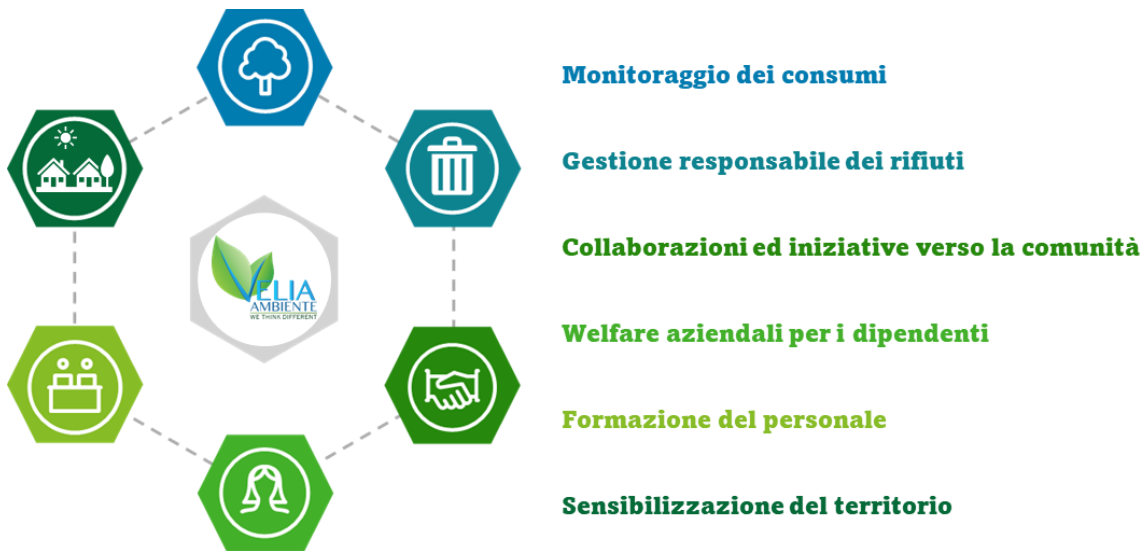 VELIA
AMBIENTE
WE THINK DIFFERENT
Monitoraggio dei consumi
Gestione responsabile dei rifiuti
Collaborazioni ed iniziative verso la comunità
Welfare aziendali per i dipendenti
Formazione del personale
Sensibilizzazione del territorio